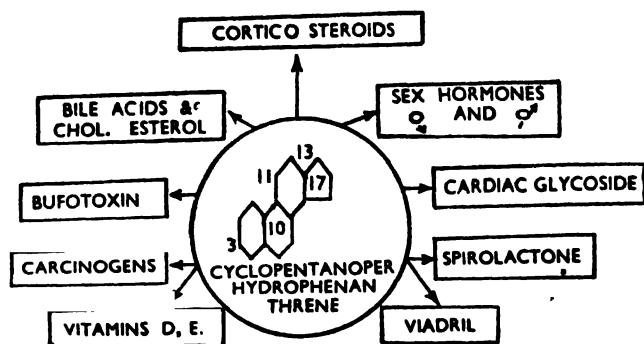 CORTICO STEROIDS
BILE ACIDS &
CHOL. ESTEROL
SEX HORMONES
♀ AND ♂
BUFOTOXIN
CARDIAC GLYCOSIDE
CARCINOGENS
SPIROLACTONE
VITAMINS D, E.
VIADRIL
13
11
17
10
3
CYCLOPENTANOPER
HYDROPHENAN
THRENE